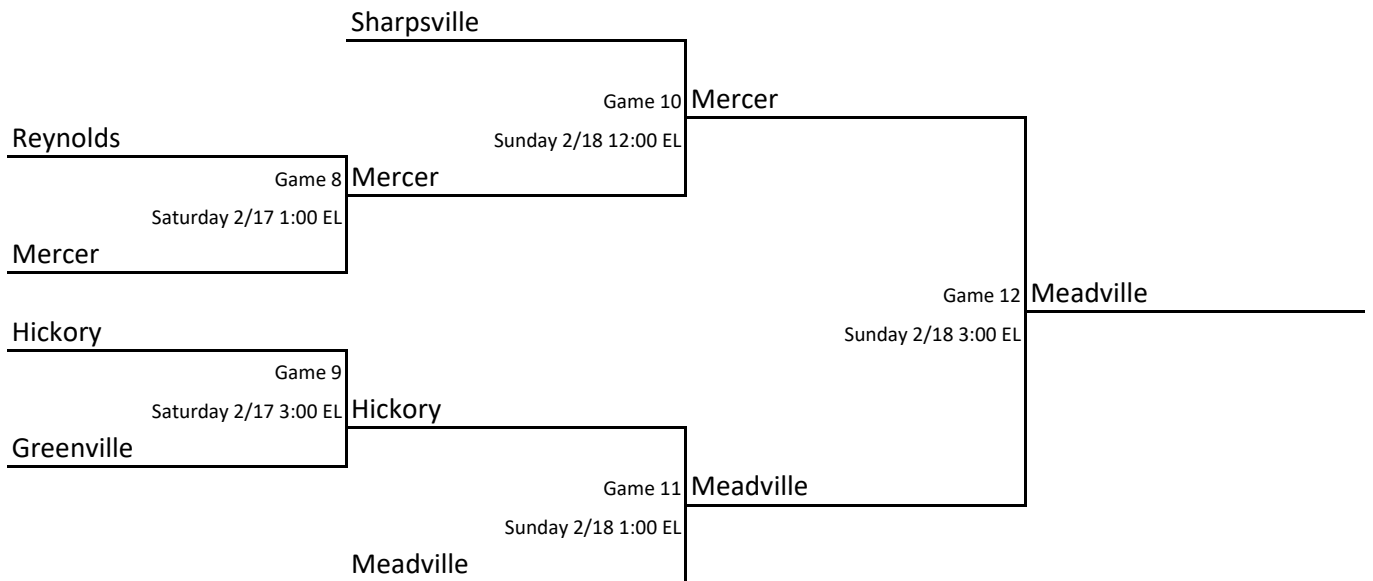 Sharpsville
Game 10 Mercer
Reynolds
Sunday 2/18 12:00 EL
Game 8 Mercer
Saturday 2/17 1:00 EL
Mercer
Game 12 Meadville
Hickory
Sunday 2/18 3:00 EL
Game 9
Saturday 2/17 3:00 EL Hickory
Greenville
Game 11 Meadville
Sunday 2/18 1:00 EL
Meadville